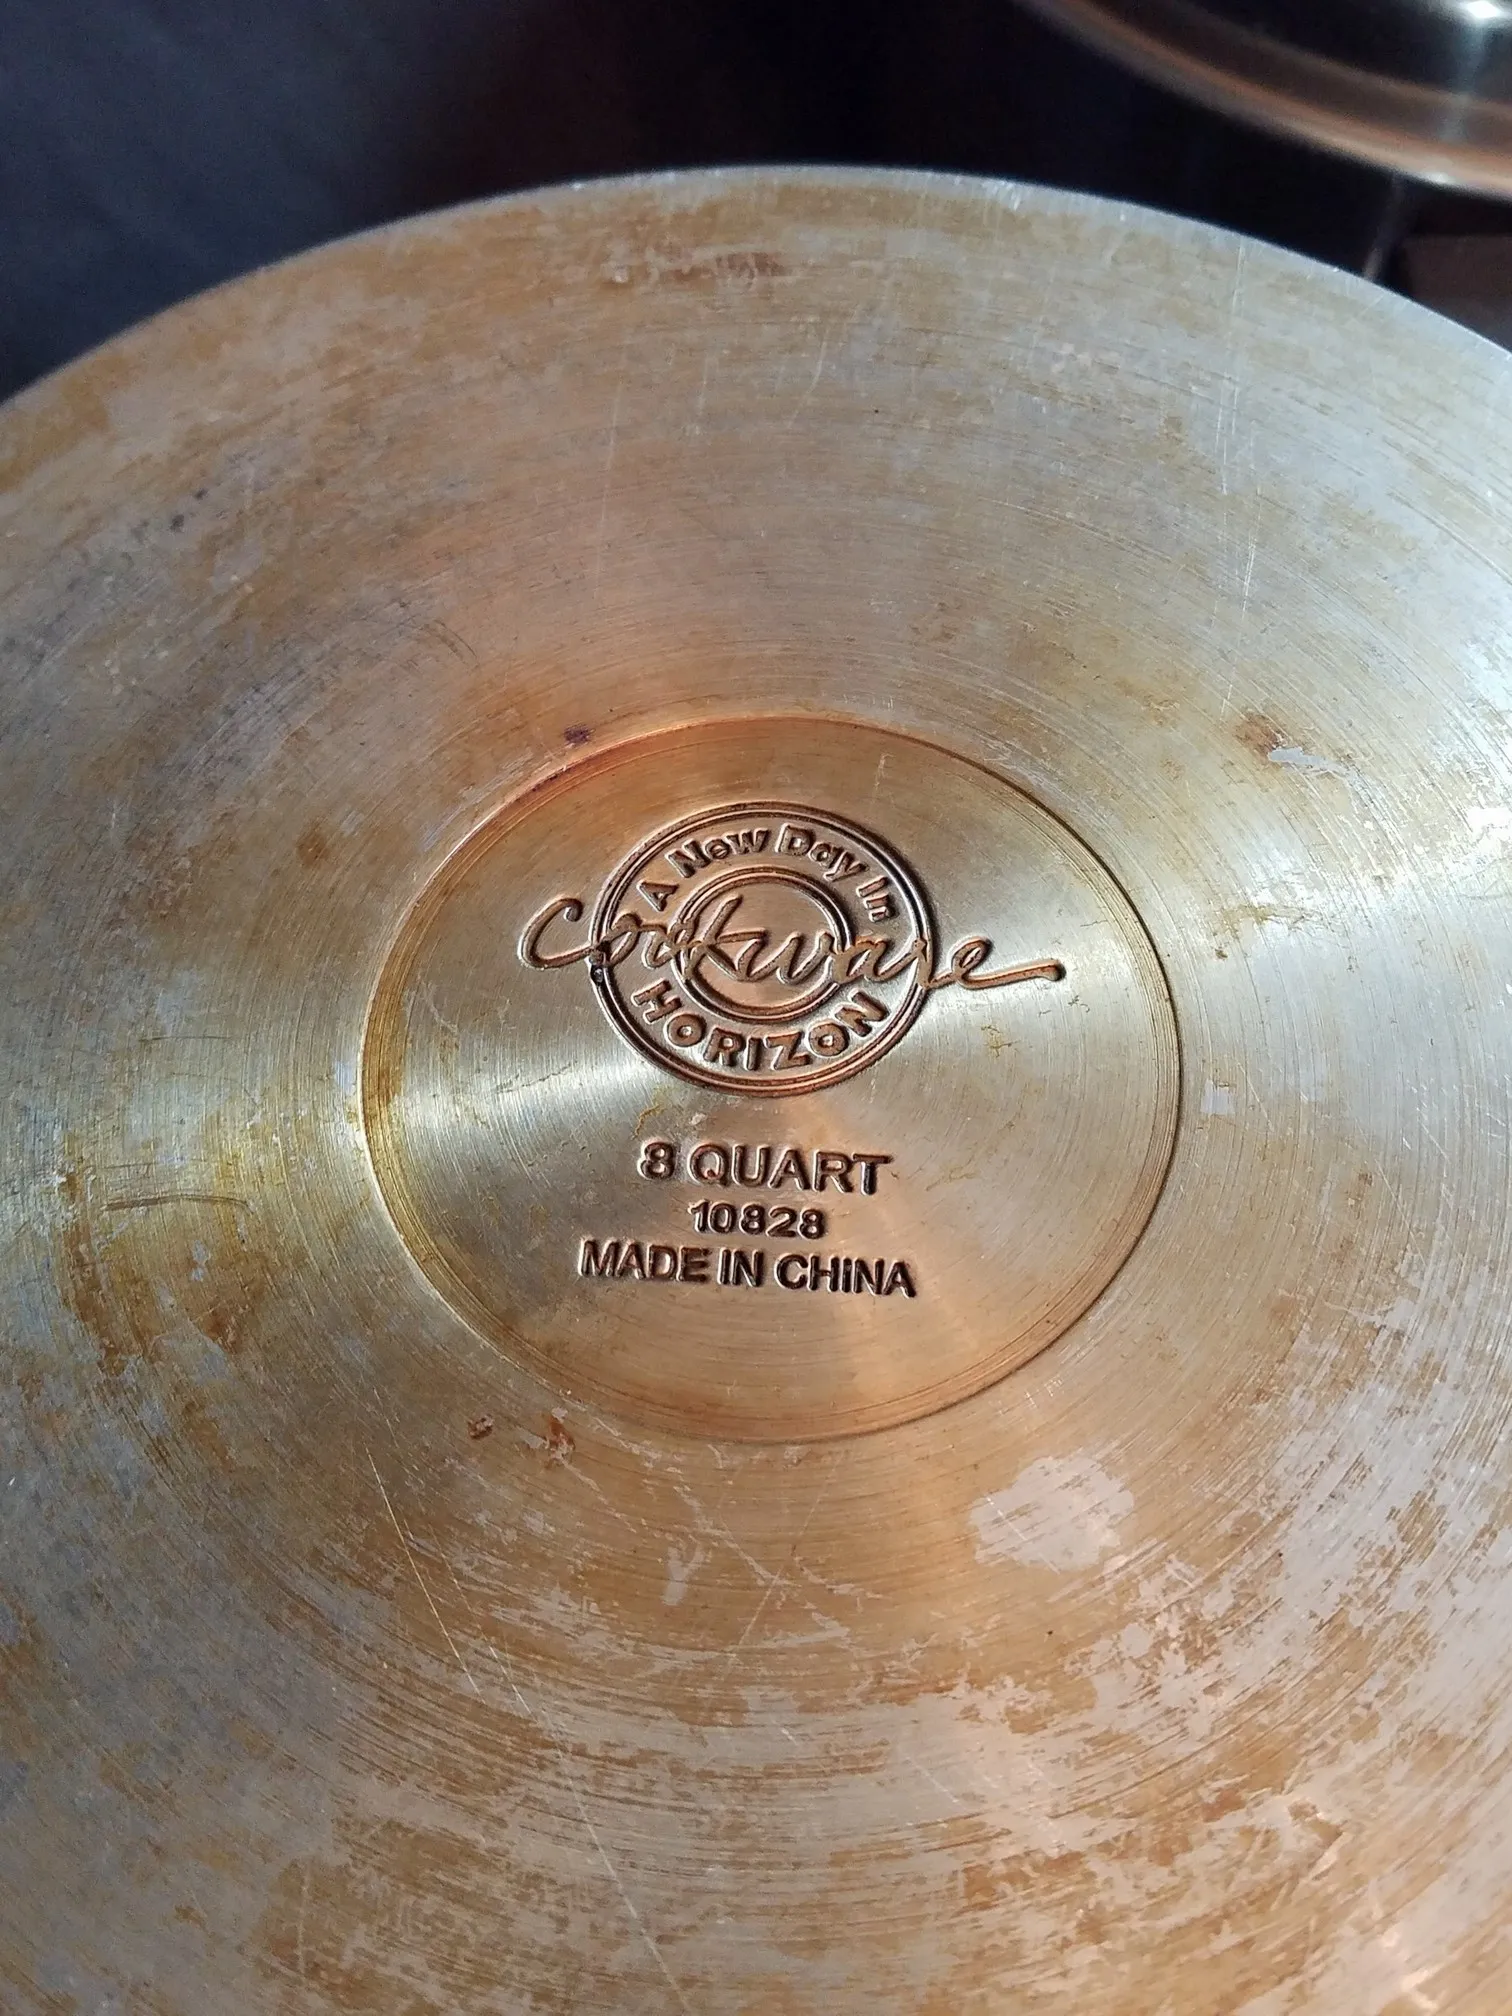 A New Day In
Cookware
HORIZON
8 QUART
10828
MADE IN CHINA